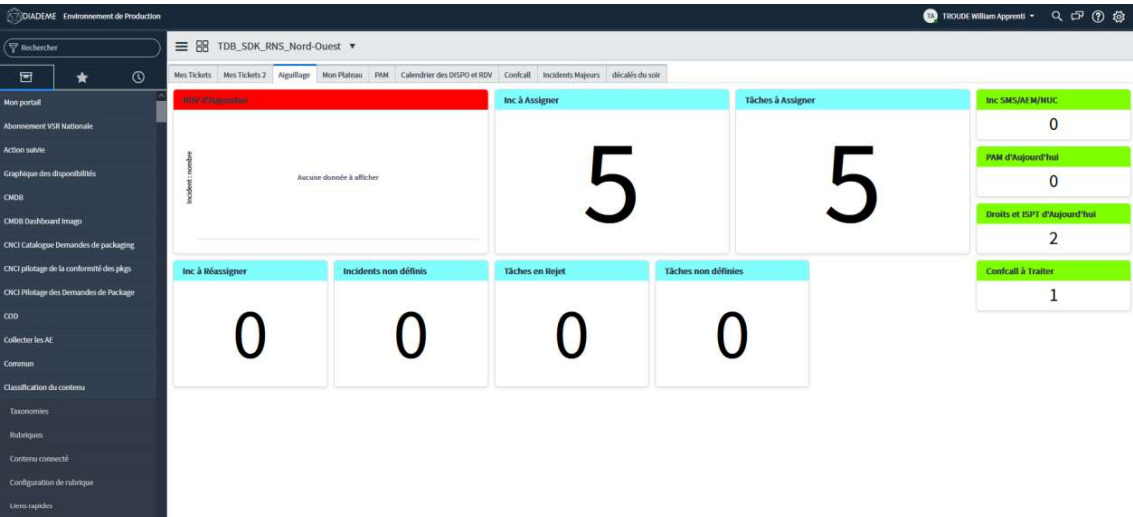 DIADEME Environnement de Production
TA TROUDE William Apprenti
Rechercher
TDB_SDK_RNS_Nord-Ouest
Mes Tickets Mes Tickets 2 Aiguillage Mon Plateau PAM Calendrier des DISPO et RDV Confcall Incidents Majeurs décalés du soir
Mon portail
Abonnement VSR Nationale
Action suivie
Graphique des disponibilités
CMDB
CMDB Dashboard Imago
CNCI Catalogue Demandes de packaging
CNCI pilotage de la conformité des pkgs
CNCI Pilotage des Demandes de Package
COD
Collecter les AE
Commun
Classification du contenu
Taxonomies
Rubriques
Contenu connecté
Configuration de rubrique
Liens rapides
RDV d'Aujourd'hui
Incident : nombre
Aucune donnée à afficher
Inc à Assigner
5
Tâches à Assigner
5
Inc SMS/AEM/NUC
0
PAM d'Aujourd'hui
0
Droits et ISPT d'Aujourd'hui
2
Confcall à Traiter
1
Inc à Réassigner
0
Incidents non définis
0
Tâches en Rejet
0
Tâches non définies
0